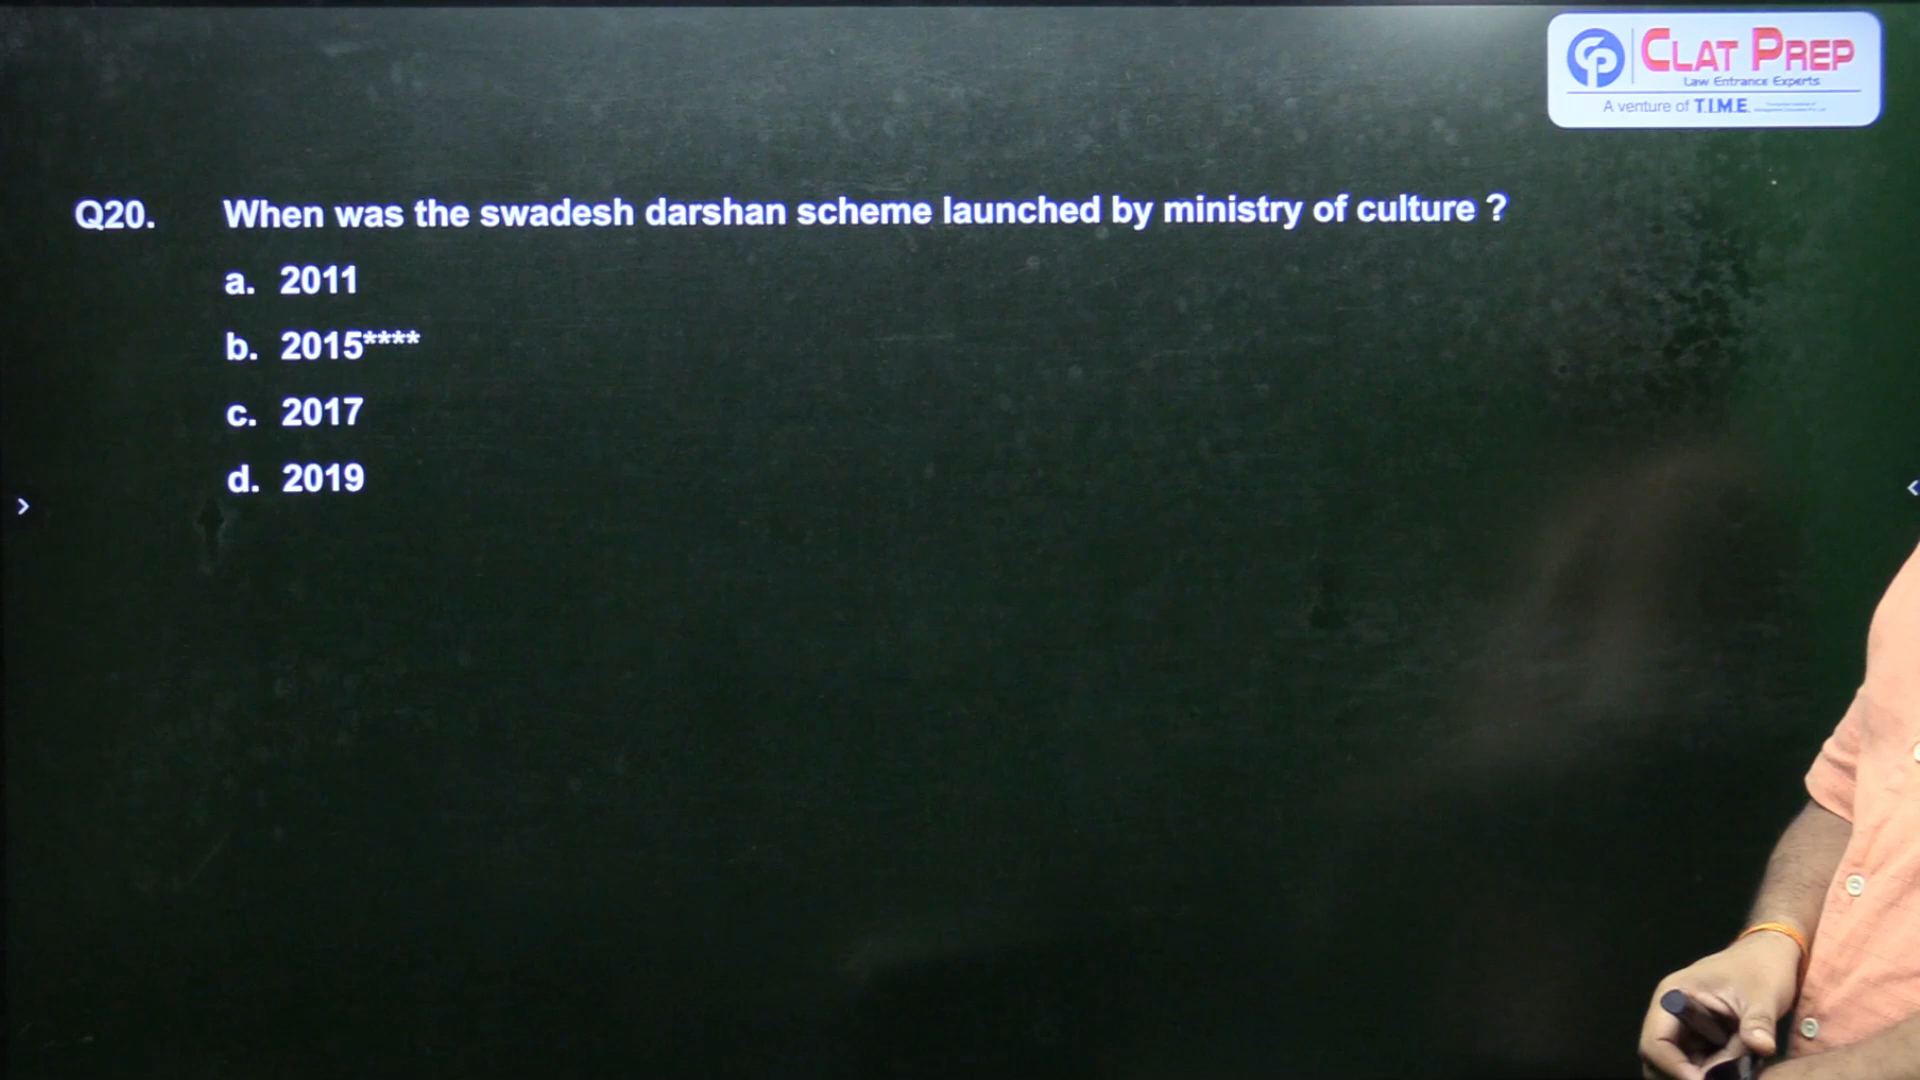 CLAT PREP
Law Entrance Experts
A venture of T.I.M.E.
Q20. When was the swadesh darshan scheme launched by ministry of culture ?
a. 2011
b. 2015****
c. 2017
d. 2019